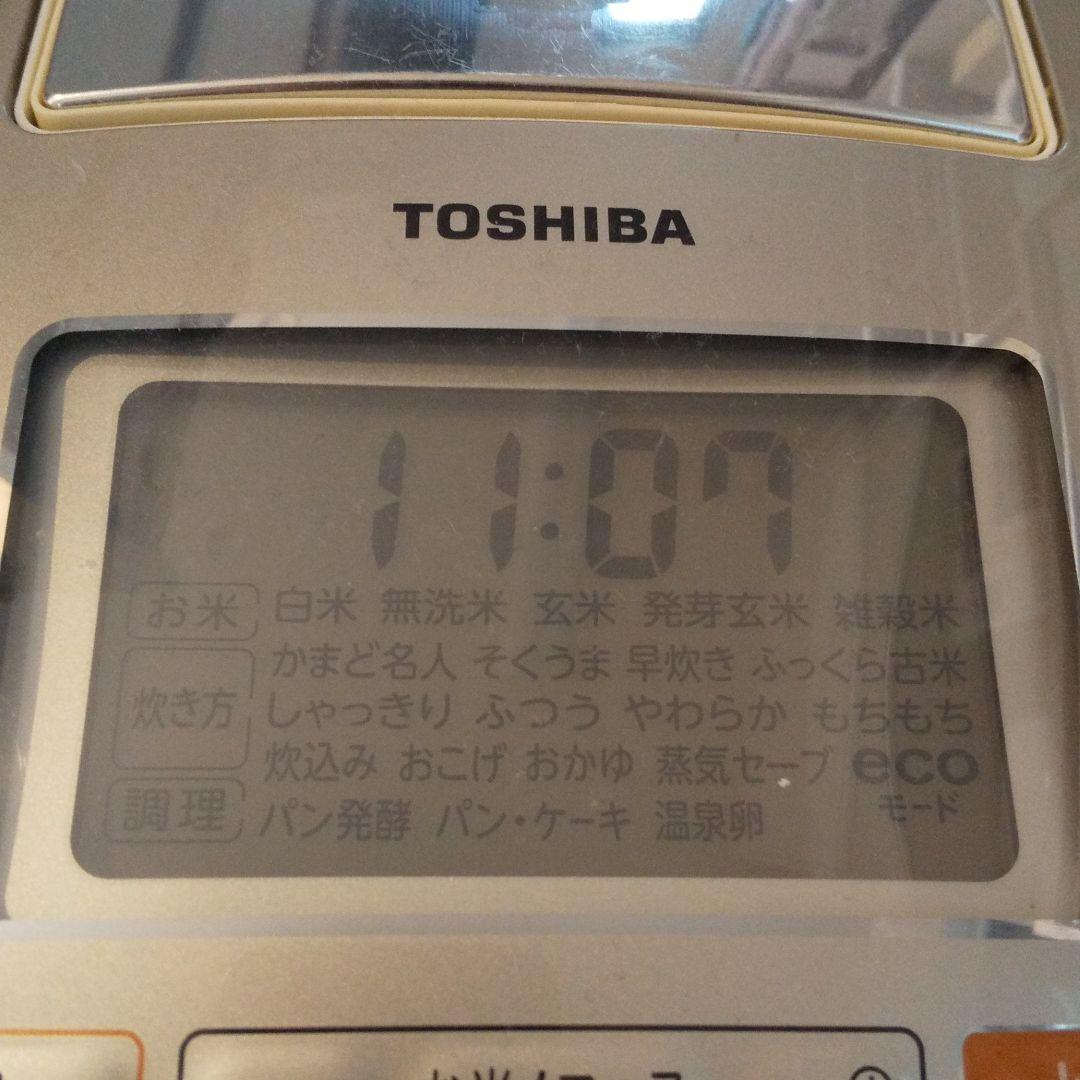 TOSHIBA
11:07
お米 白米 無洗米 玄米 発芽玄米 雑穀米
かまど名人 そくうま 早炊き ふっくら古米
炊き方 しゃっきり ふつう やわらか もちもち
炊込み おこげ おかゆ 蒸気セーブ eco
モード
調理 パン発酵 パン・ケーキ 温泉卵